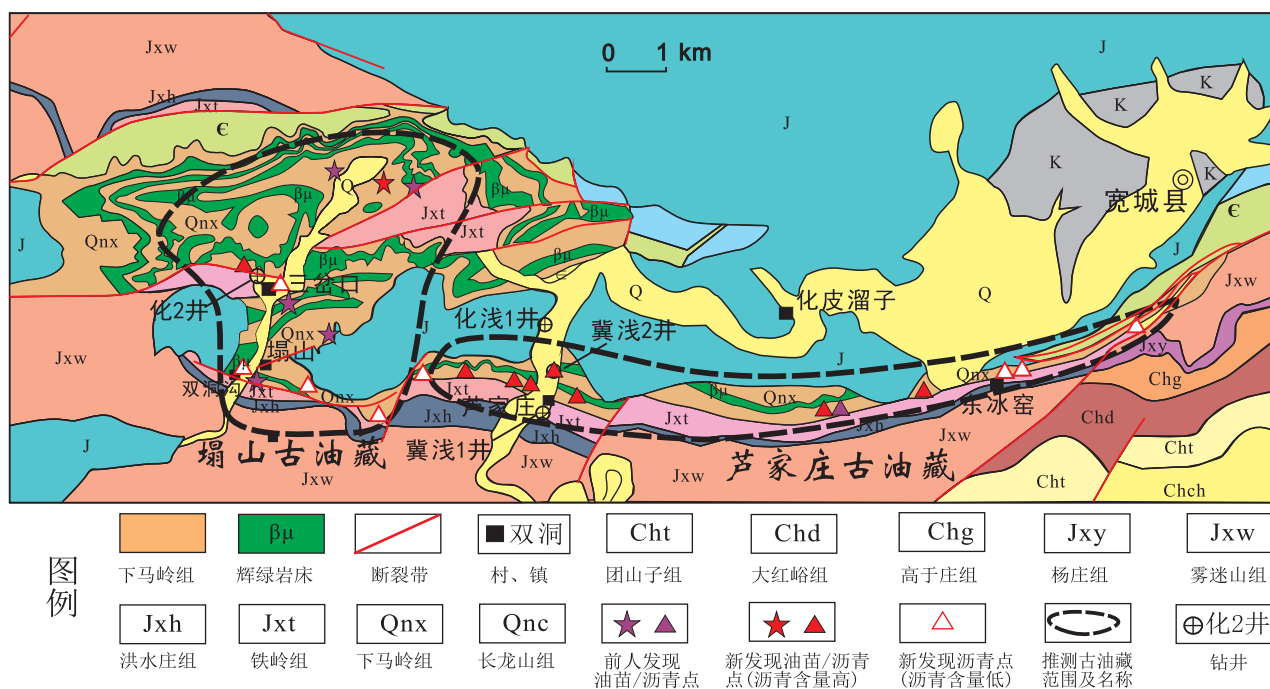 Jxw
J
0 1 km
Jxh
Jxt
Є
J
K
K
K
宽城县
Q
βμ
Jxt
Qnx
Jxt
βμ
Є
J
Qnx
βμ
J
βμ
βμ
Jxw
三岔口
Q
Q
化2井
化皮溜子
化浅1井
冀浅2井
J
Qnx
J
塌山
Jxw
βμ
J
Jxy
双洞沟
Jxt
Qnx
Jxt
βμ
Qnx
Qnx
Chg
Jxh
芦家庄
东冰窑
Jxh
Jxt
Jxt
Chd
J
Jxh
Jxh
塌山古油藏
冀浅1井
Jxw
芦家庄古油藏
Jxw
Cht
Jxw
Jxw
Cht
Chch
图例
βμ
双洞
Cht
Chd
Chg
Jxy
Jxw
下马岭组
辉绿岩床
断裂带
村、镇
团山子组
大红峪组
高于庄组
杨庄组
雾迷山组
Jxh
Jxt
Qnx
Qnc
化2井
洪水庄组
铁岭组
下马岭组
长龙山组
前人发现
油苗/沥青点
新发现油苗/沥青
点(沥青含量高)
新发现沥青点
(沥青含量低)
推测古油藏
范围及名称
钻井